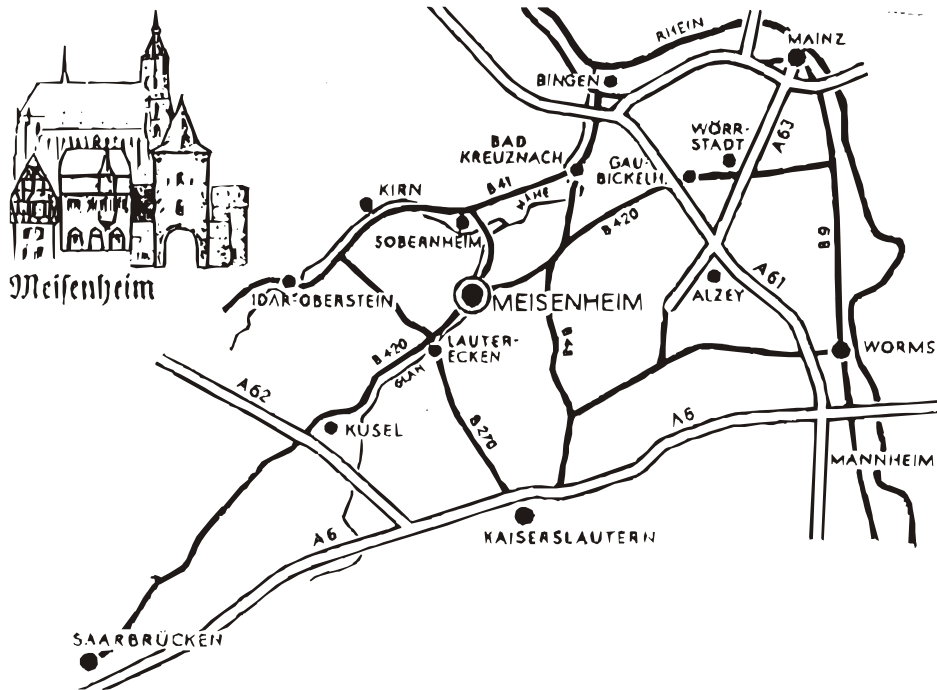 RHEIN
MAINZ
BINGEN
WÖRR-
STADT
A63
BAD
KREUZNACH
GAU-
BICKELH.
KIRN
B41
NAHE
SOBERNHEIM
B420
B9
Meisenheim
IDAR-OBERSTEIN
MEISENHEIM
ALZEY
A61
LAUTER-
ECKEN
B420
GLAN
B48
WORMS
A62
KUSEL
B270
A6
MANNHEIM
A6
KAISERSLAUTERN
SAARBRÜCKEN